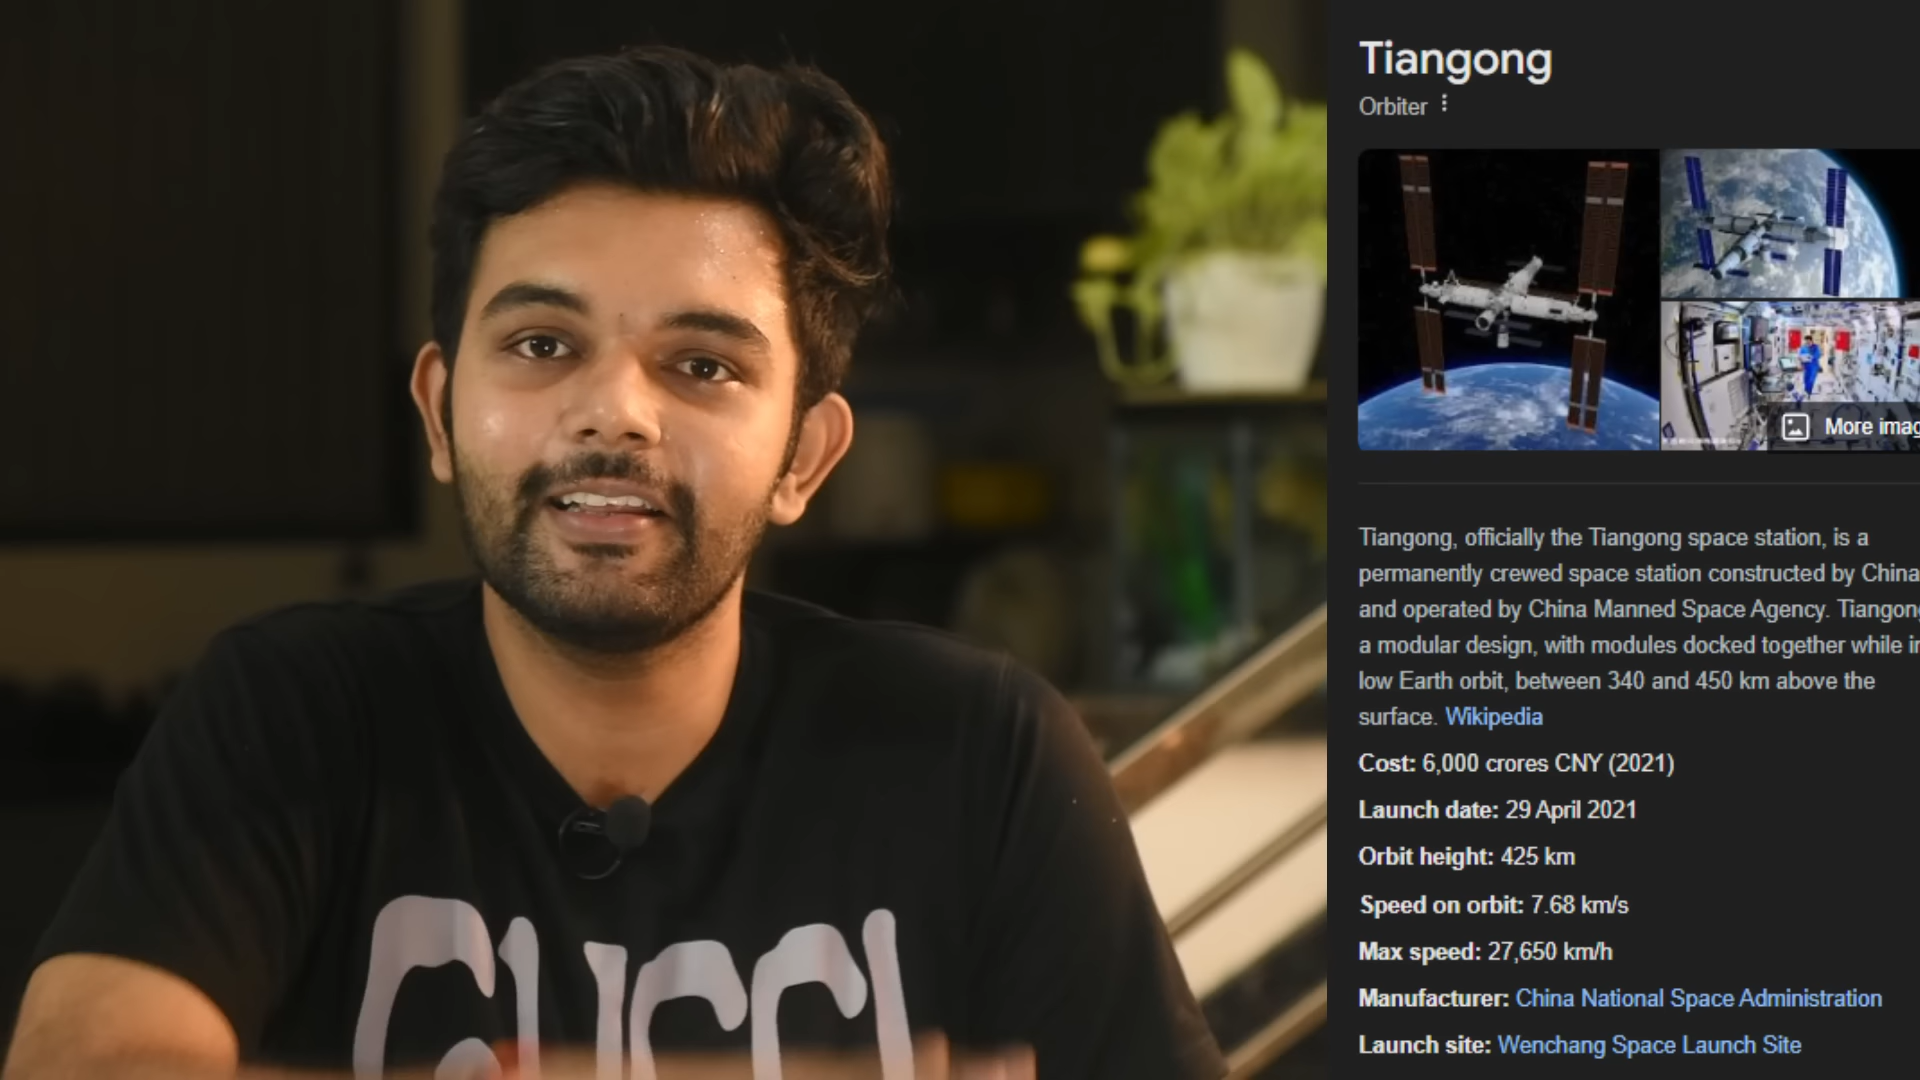 Tiangong
Orbiter
More imag
Tiangong, officially the Tiangong space station, is a
permanently crewed space station constructed by China
and operated by China Manned Space Agency. Tiangong
a modular design, with modules docked together while in
low Earth orbit, between 340 and 450 km above the
surface. Wikipedia
Cost: 6,000 crores CNY (2021)
Launch date: 29 April 2021
Orbit height: 425 km
Speed on orbit: 7.68 km/s
Max speed: 27,650 km/h
Manufacturer: China National Space Administration
Launch site: Wenchang Space Launch Site
GUCCI